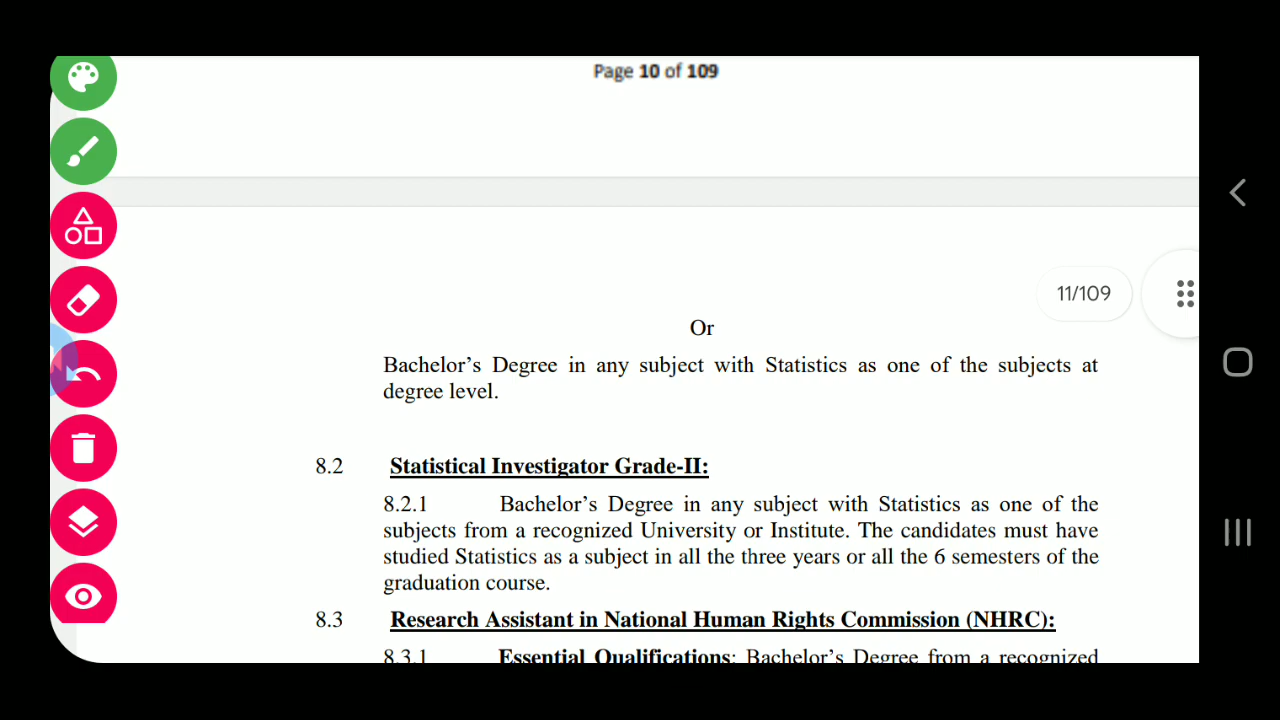 Page 10 of 109
11/109
Or
Bachelor’s Degree in any subject with Statistics as one of the subjects at
degree level.
8.2 Statistical Investigator Grade-II:
8.2.1 Bachelor’s Degree in any subject with Statistics as one of the
subjects from a recognized University or Institute. The candidates must have
studied Statistics as a subject in all the three years or all the 6 semesters of the
graduation course.
8.3 Research Assistant in National Human Rights Commission (NHRC):
8.3.1 Essential Qualifications: Bachelor’s Degree from a recognized